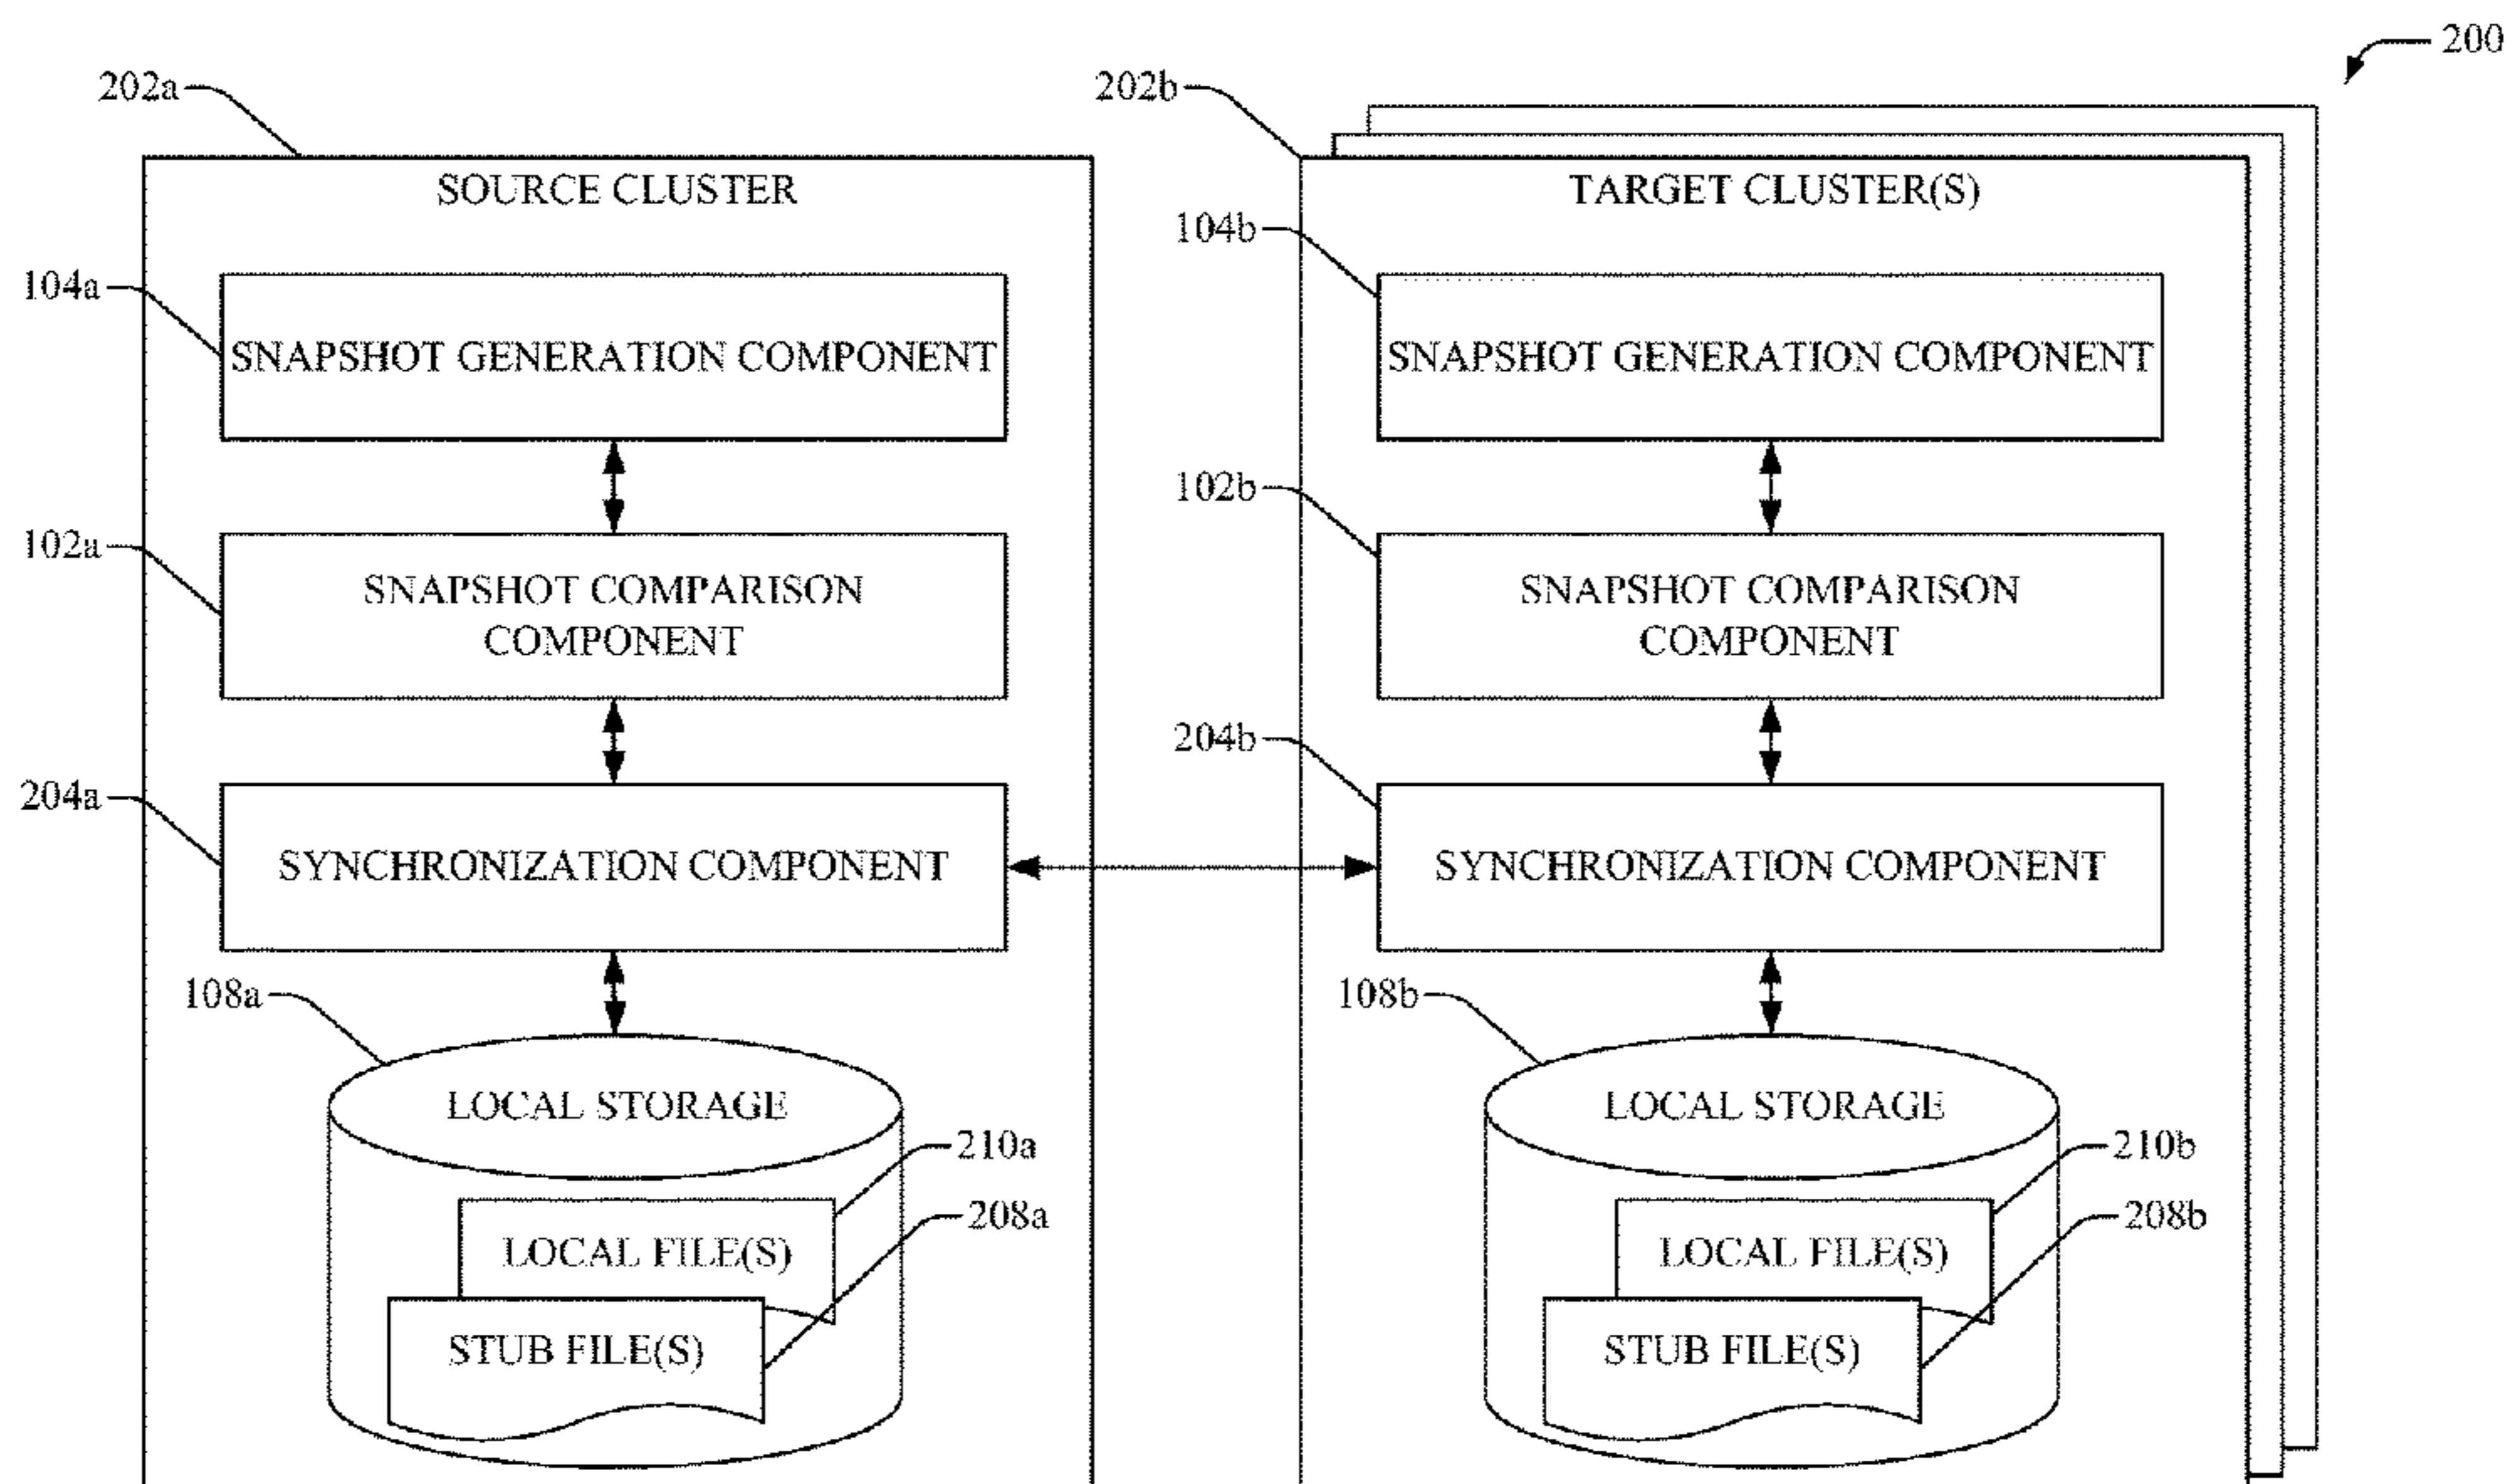 200
202a
202b
SOURCE CLUSTER
TARGET CLUSTER(S)
104b
104a
SNAPSHOT GENERATION COMPONENT
SNAPSHOT GENERATION COMPONENT
102b
102a
SNAPSHOT COMPARISON
COMPONENT
SNAPSHOT COMPARISON
COMPONENT
204b
204a
SYNCHRONIZATION COMPONENT
SYNCHRONIZATION COMPONENT
108a
108b
LOCAL STORAGE
LOCAL STORAGE
210a
210b
208a
208b
LOCAL FILE(S)
LOCAL FILE(S)
STUB FILE(S)
STUB FILE(S)